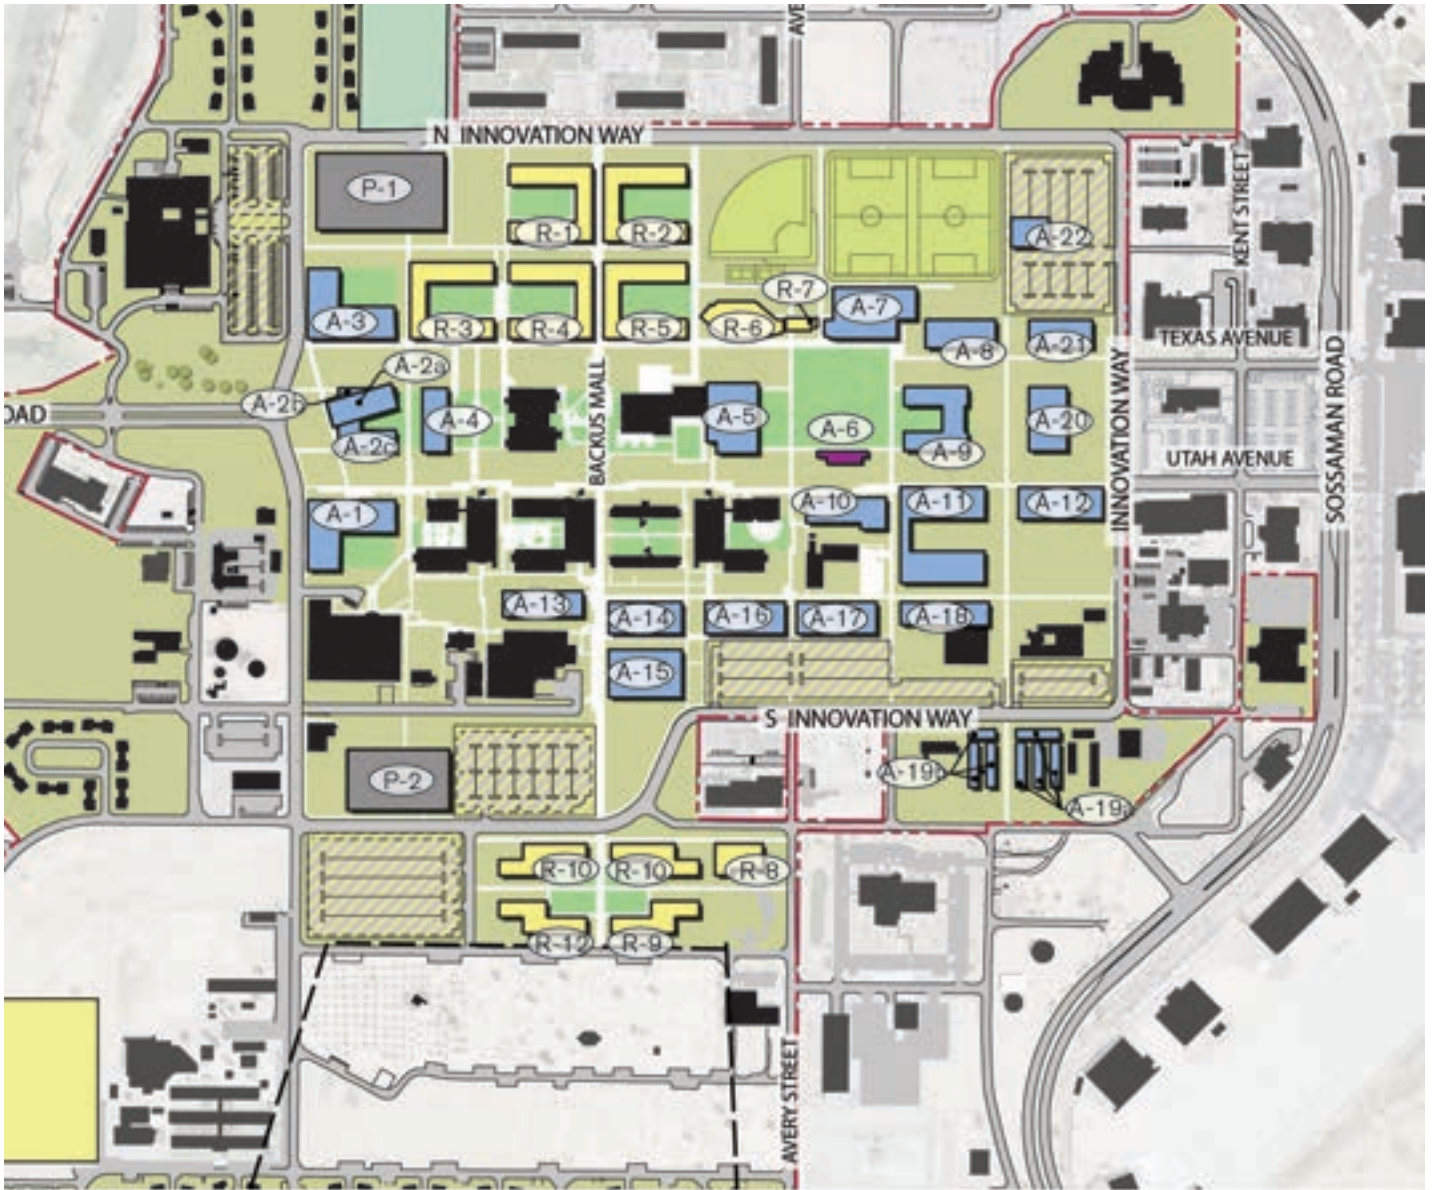 AVE
N INNOVATION WAY
P-1
R-1
R-2
A-22
KENT STREET
A-3
R-3
R-4
R-5
R-6
R-7
A-7
A-8
A-21
TEXAS AVENUE
A-2a
A-2b
A-2c
A-4
BACKUS MALL
A-5
A-6
A-9
A-20
INNOVATION WAY
UTAH AVENUE
SOSSAMAN ROAD
OAD
A-1
A-10
A-11
A-12
A-13
A-14
A-16
A-17
A-18
A-15
S INNOVATION WAY
P-2
A-19b
A-19a
R-10
R-10
R-8
R-12
R-9
AVERY STREET